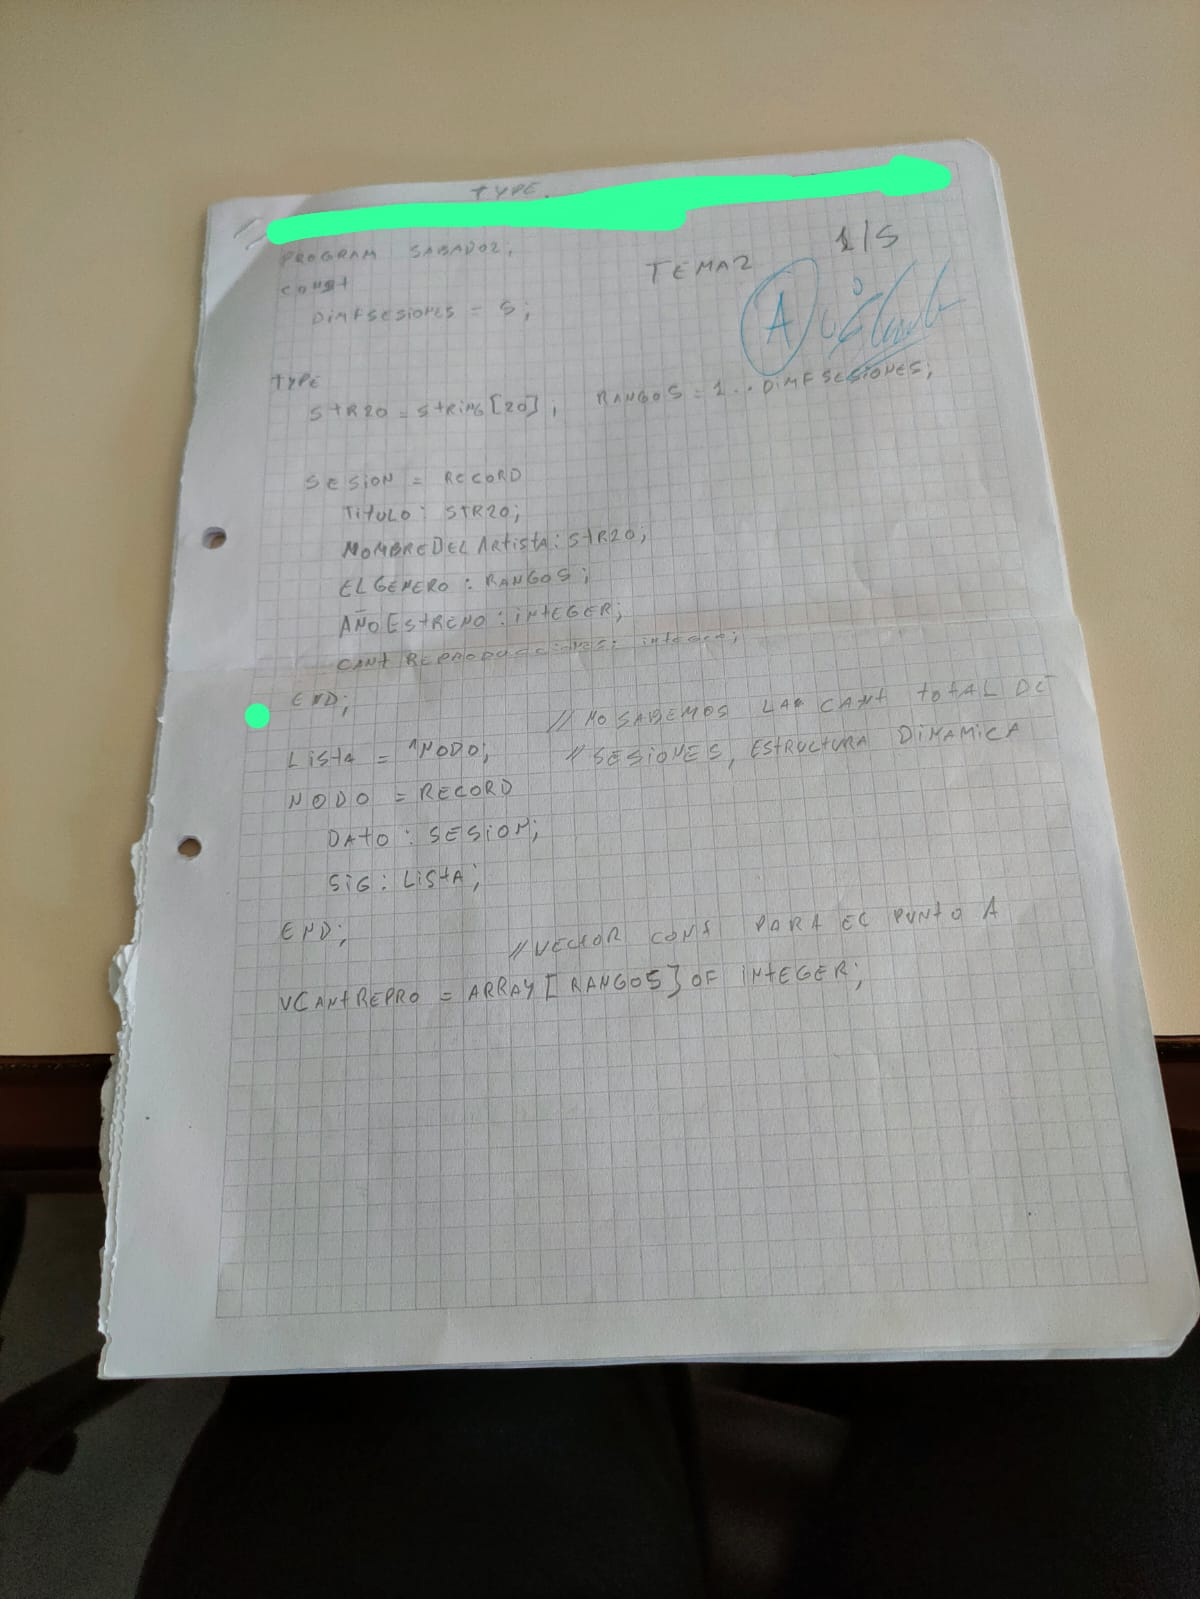 TYPE.
PROGRAM SABADO2;
const
DIMFSESIONES = 5;
TEMA2
1/5
A
TYPE
STR20 = STRING[20]; RANGOS = 1..DIMFSESIONES;
SESION = RECORD
TITULO: STR20;
NOMBREDELARTISTA: STR20;
ELGENERO: RANGOS;
AÑOESTRENO: INTEGER;
CANTREPRODUCCIONES: integer;
END;
// NO SABEMOS LA CANT TOTAL DE
LISTA = ^NODO; // SESIONES, ESTRUCTURA DINAMICA
NODO = RECORD
DATO: SESION;
SIG: LISTA;
END;
// VECTOR CONT PARA EL PUNTO A
VCANTREPRO = ARRAY[RANGOS] OF INTEGER;